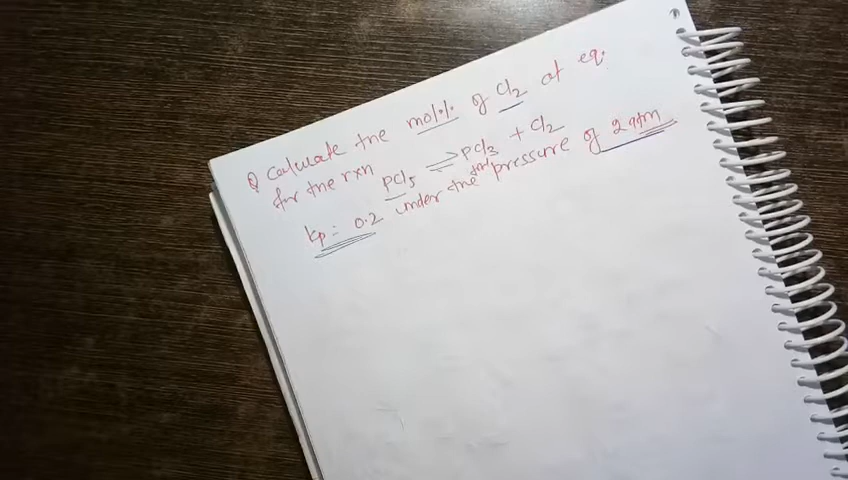 Q Calculate the mol% of Cl2 at eq.
for the rxn PCl5 ⇌ PCl3 + Cl2
kp = 0.2 under the total pressure of 2 atm